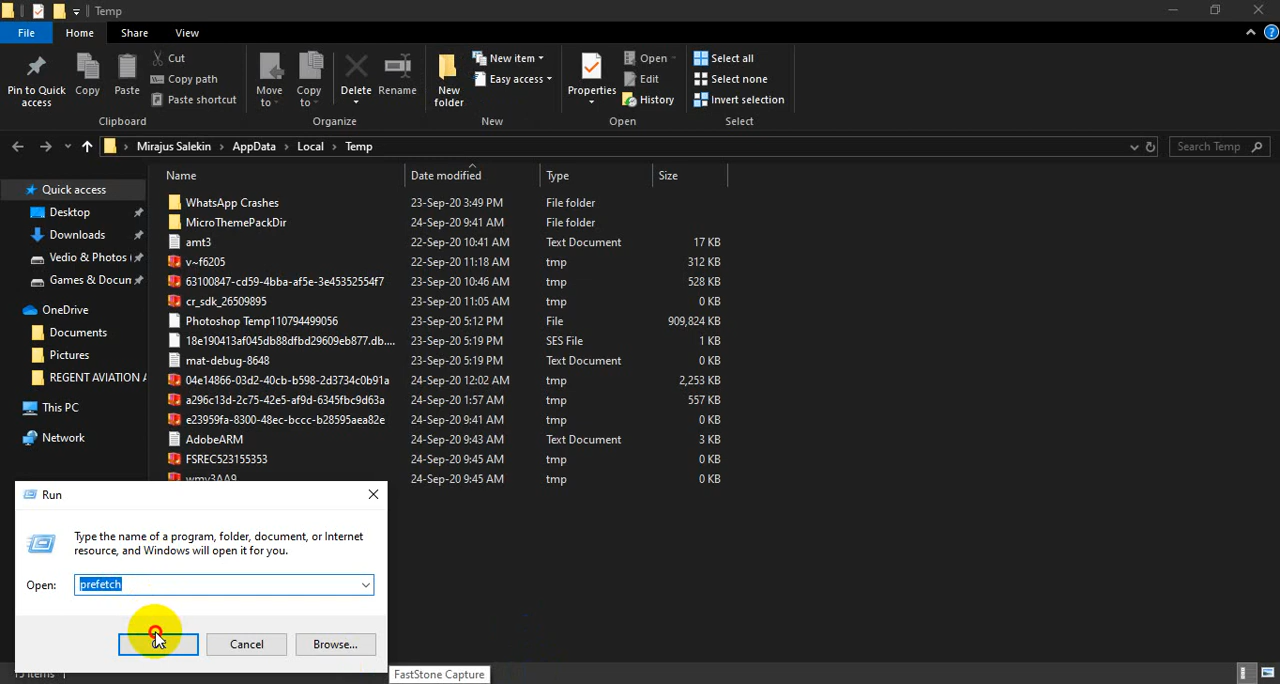 Temp
File Home Share View
Pin to Quick access
Copy
Paste
Cut
Copy path
Paste shortcut
Clipboard
Move to
Copy to
Delete
Rename
Organize
New folder
New item
Easy access
New
Properties
Open
Edit
History
Open
Select all
Select none
Invert selection
Select
Mirajus Salekin › AppData › Local › Temp
Search Temp
Quick access
Desktop
Downloads
Vedio & Photos (
Games & Docun
OneDrive
Documents
Pictures
REGENT AVIATION A
This PC
Network
Name Date modified Type Size
WhatsApp Crashes 23-Sep-20 3:49 PM File folder
MicroThemePackDir 24-Sep-20 9:41 AM File folder
amt3 22-Sep-20 10:41 AM Text Document 17 KB
v~f6205 22-Sep-20 11:18 AM tmp 312 KB
63100847-cd59-4bba-af5e-3e45352554f7 23-Sep-20 10:46 AM tmp 528 KB
cr_sdk_26509895 23-Sep-20 11:05 AM tmp 0 KB
Photoshop Temp110794499056 23-Sep-20 5:12 PM File 909,824 KB
18e190413af045db88dfbd29609eb877.db.... 23-Sep-20 5:19 PM SES File 1 KB
mat-debug-8648 23-Sep-20 5:19 PM Text Document 0 KB
04e14866-03d2-40cb-b598-2d3734c0b91a 24-Sep-20 12:02 AM tmp 2,253 KB
a296c13d-2c75-42e5-af9d-6345fbc9d63a 24-Sep-20 1:57 AM tmp 557 KB
e23959fa-8300-48ec-bccc-b28595aea82e 24-Sep-20 9:41 AM tmp 0 KB
AdobeARM 24-Sep-20 9:43 AM Text Document 3 KB
FSREC523155353 24-Sep-20 9:45 AM tmp 0 KB
wmv3AA9 24-Sep-20 9:45 AM tmp 0 KB
Run
Type the name of a program, folder, document, or Internet
resource, and Windows will open it for you.
Open: prefetch
Cancel Browse...
15 items
FastStone Capture